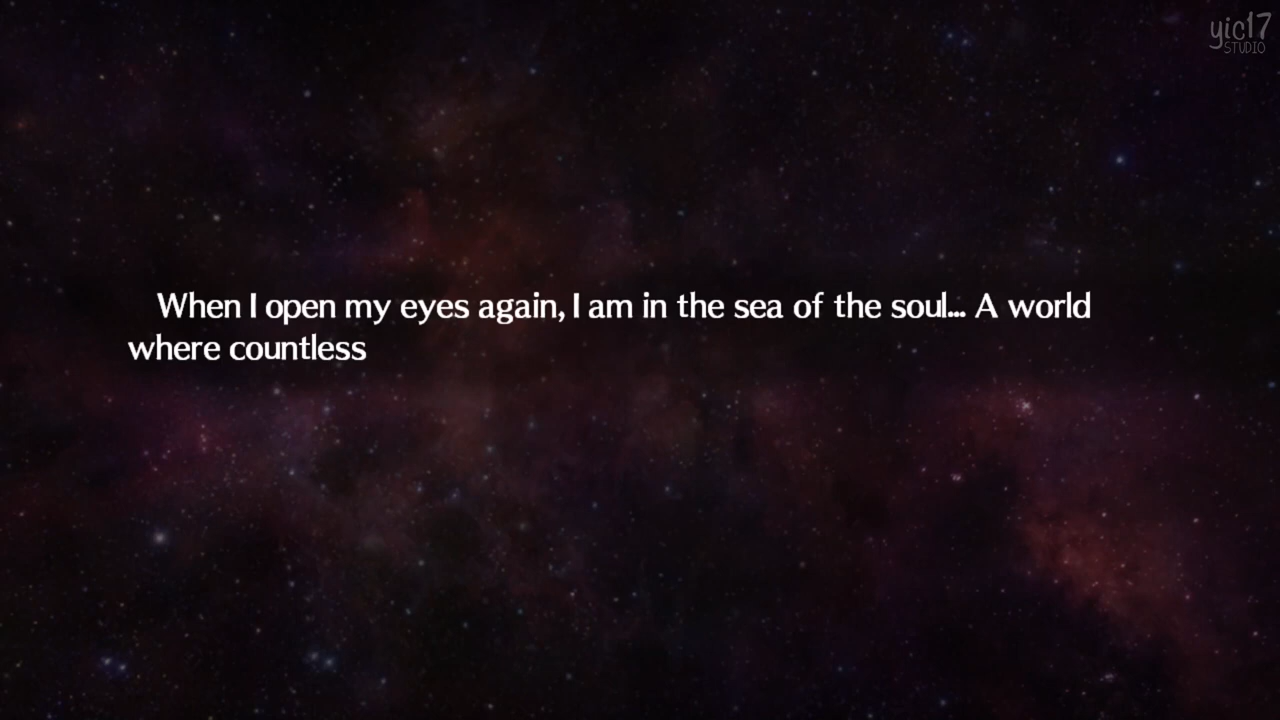 yic17
STUDIO
When I open my eyes again, I am in the sea of the soul... A world
where countless